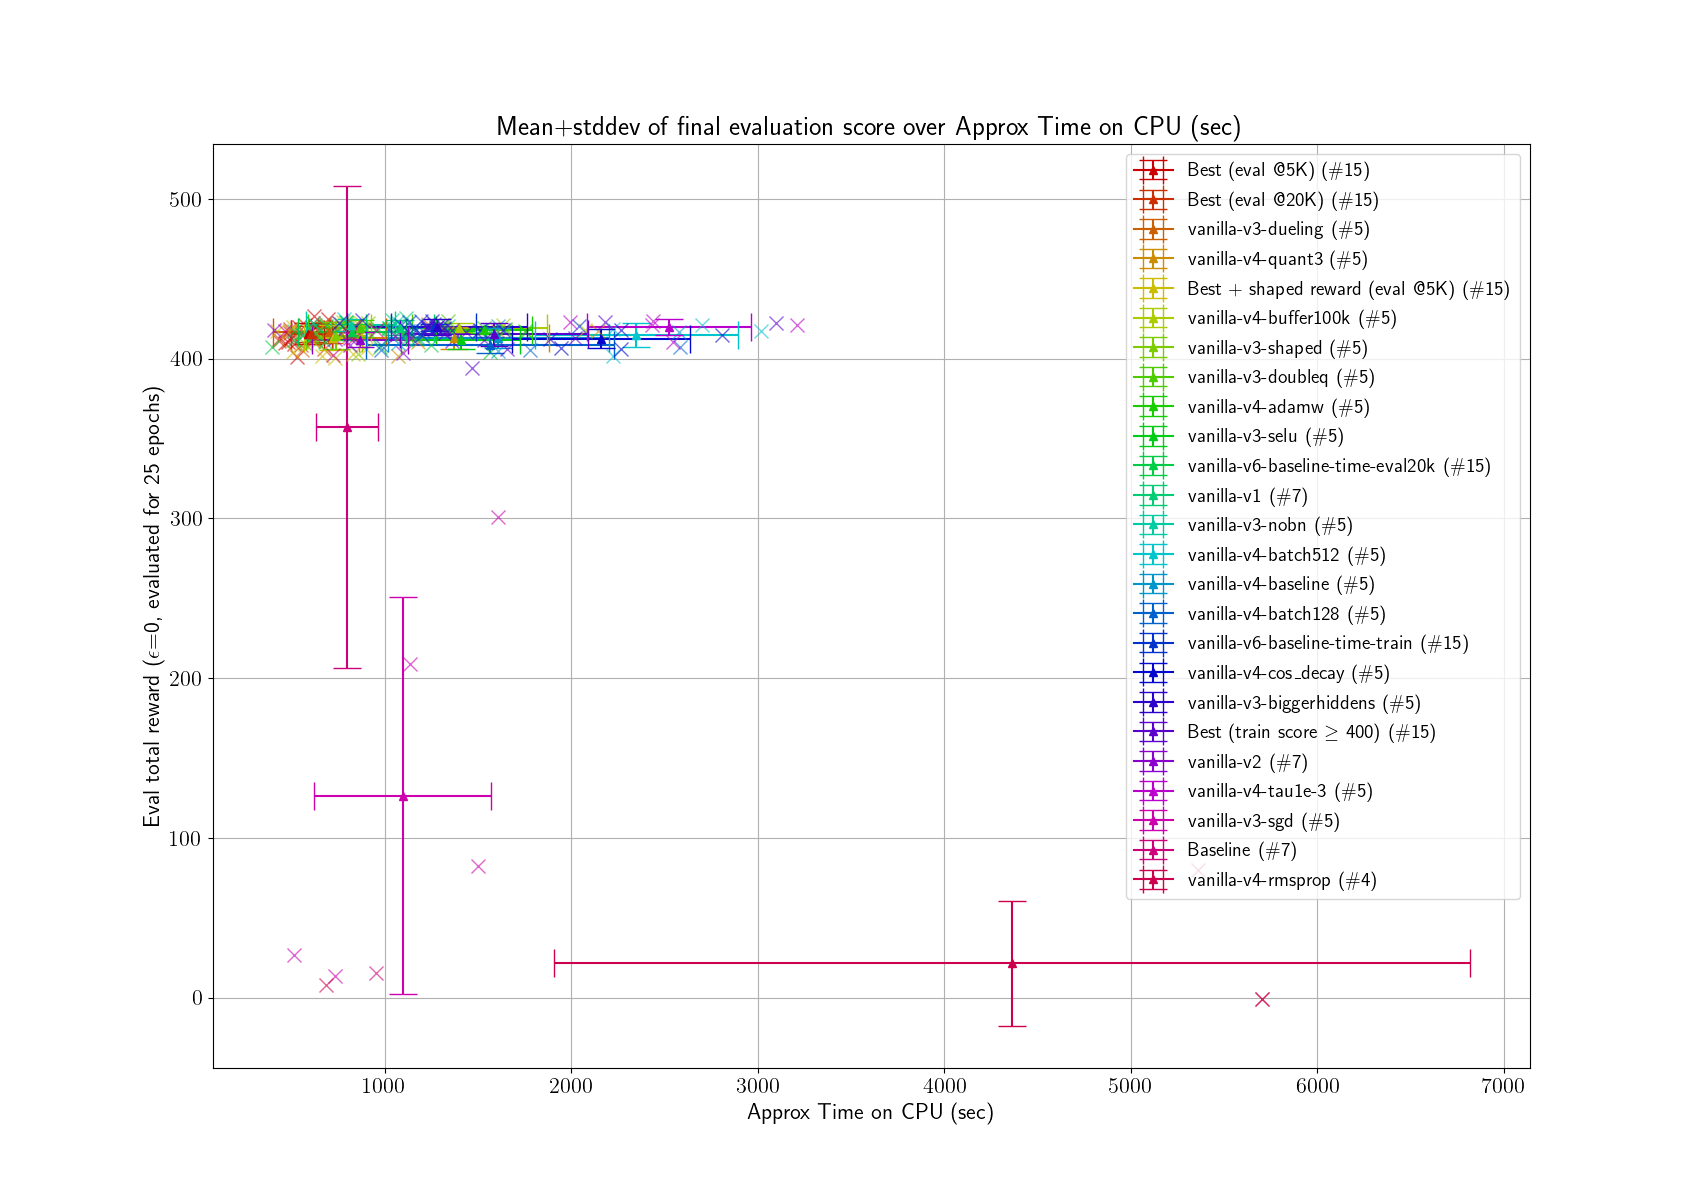 Mean+stddev of final evaluation score over Approx Time on CPU (sec)
Eval total reward (ϵ=0, evaluated for 25 epochs)
500
400
300
200
100
0
Best (eval @5K) (#15)
Best (eval @20K) (#15)
vanilla-v3-dueling (#5)
vanilla-v4-quant3 (#5)
Best + shaped reward (eval @5K) (#15)
vanilla-v4-buffer100k (#5)
vanilla-v3-shaped (#5)
vanilla-v3-doubleq (#5)
vanilla-v4-adamw (#5)
vanilla-v3-selu (#5)
vanilla-v6-baseline-time-eval20k (#15)
vanilla-v1 (#7)
vanilla-v3-nobn (#5)
vanilla-v4-batch512 (#5)
vanilla-v4-baseline (#5)
vanilla-v4-batch128 (#5)
vanilla-v6-baseline-time-train (#15)
vanilla-v4-cos_decay (#5)
vanilla-v3-biggerhiddens (#5)
Best (train score ≥ 400) (#15)
vanilla-v2 (#7)
vanilla-v4-tau1e-3 (#5)
vanilla-v3-sgd (#5)
Baseline (#7)
vanilla-v4-rmsprop (#4)
1000 2000 3000 4000 5000 6000 7000
Approx Time on CPU (sec)